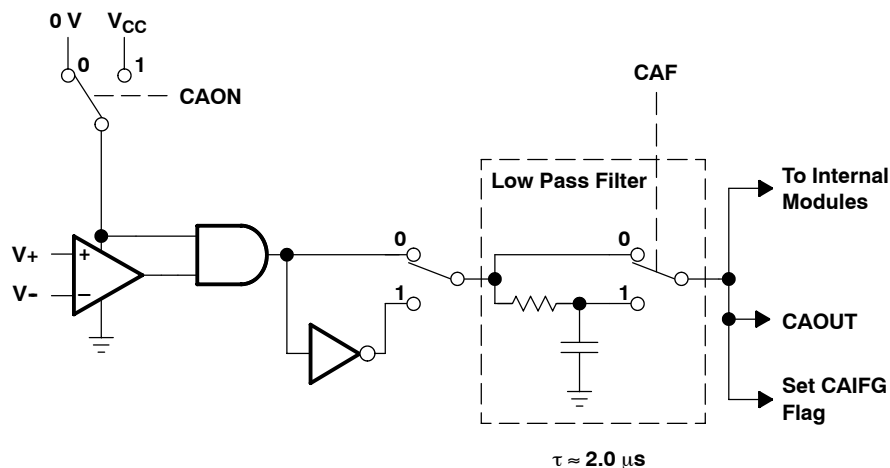 0 V VCC
0 1
CAON
CAF
Low Pass Filter
To Internal
Modules
V+
+
V-
−
0
1
0
1
CAOUT
Set CAIFG
Flag
τ ≈ 2.0 μs